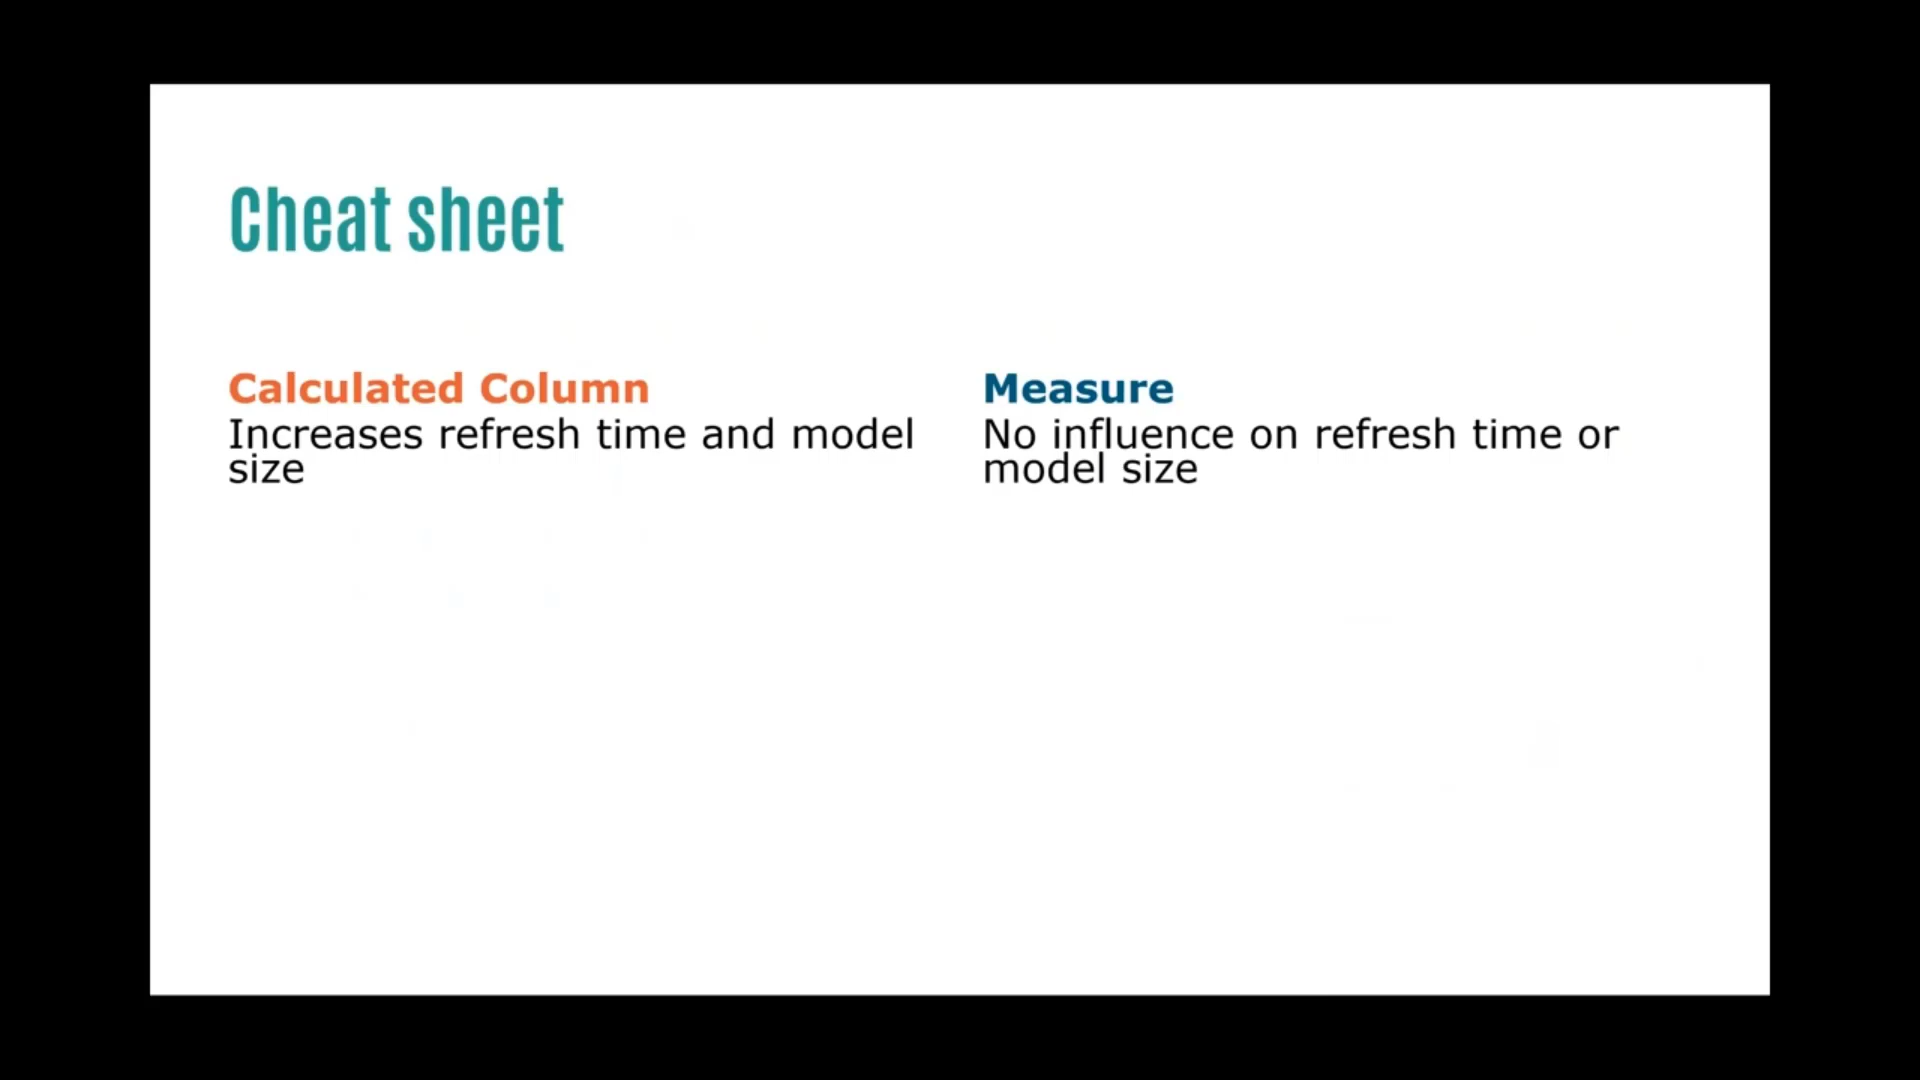 Cheat sheet
Calculated Column
Increases refresh time and model
size
Measure
No influence on refresh time or
model size